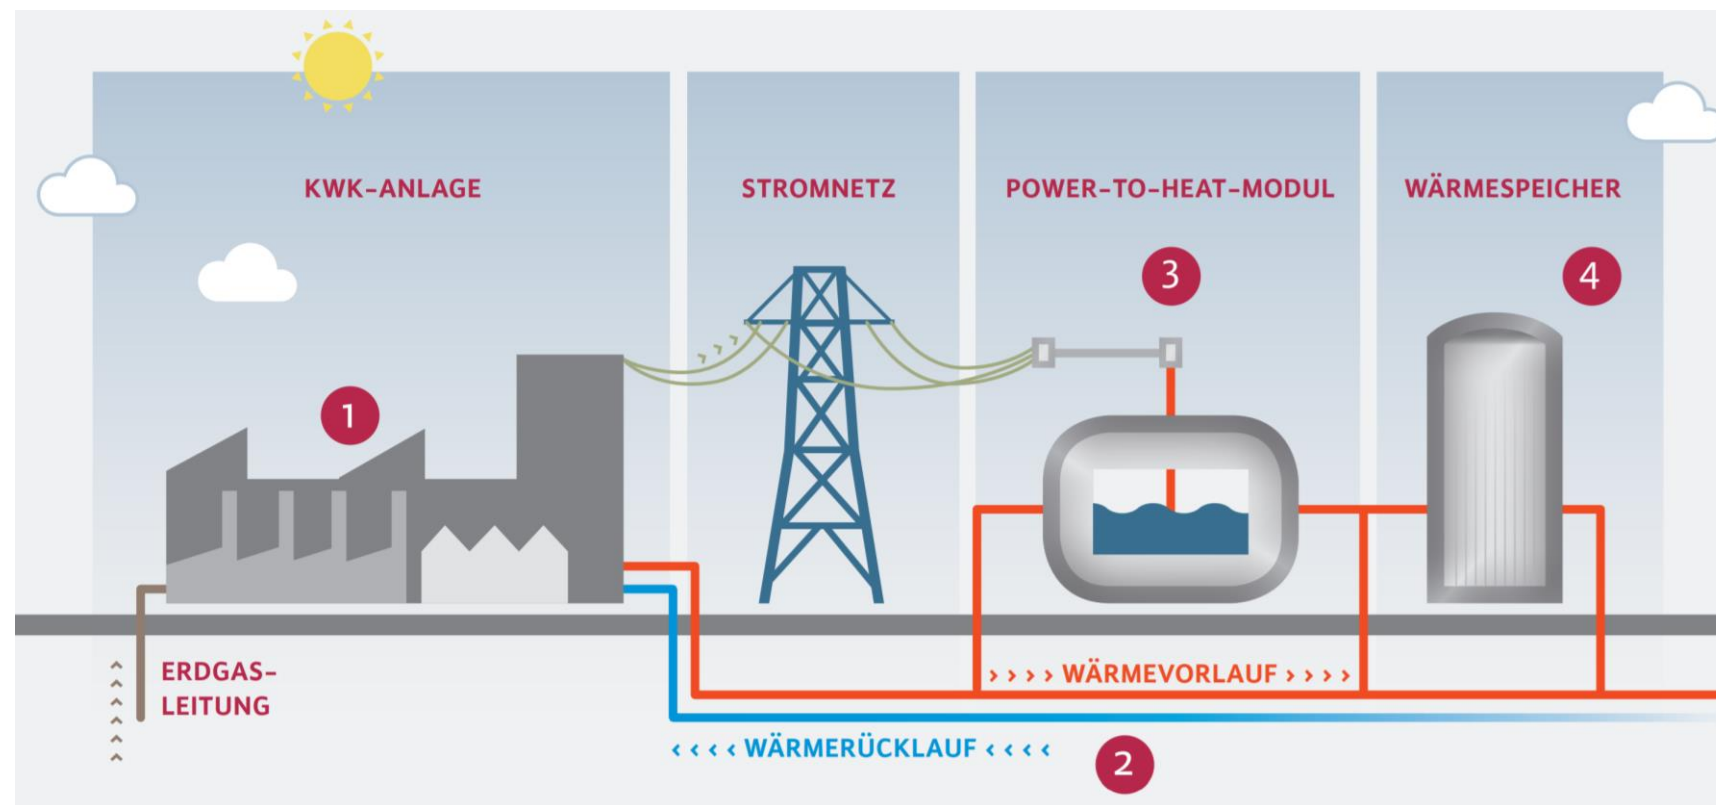 KWK-ANLAGE
STROMNETZ
POWER-TO-HEAT-MODUL
WÄRMESPEICHER
3
4
1
ERDGAS-
LEITUNG
› › › › WÄRMEVORLAUF › › › ›
‹ ‹ ‹ ‹ WÄRMERÜCKLAUF ‹ ‹ ‹ ‹
2